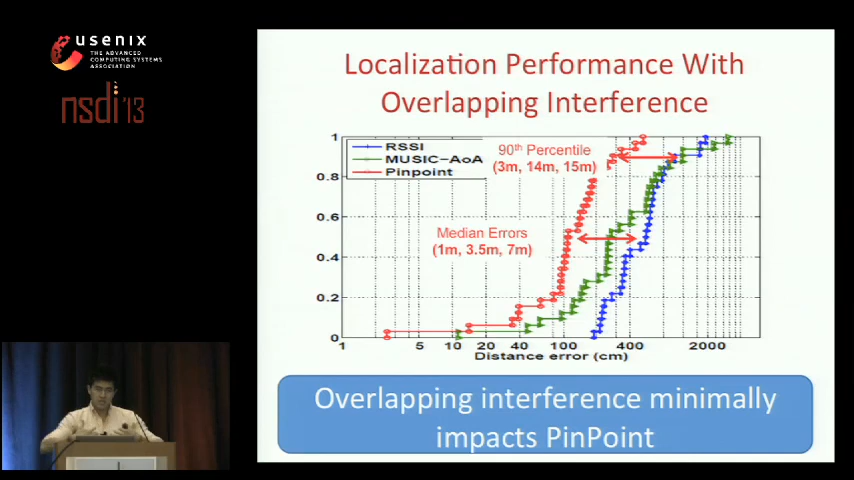 usenix
THE ADVANCED
COMPUTING SYSTEMS
ASSOCIATION
nsdi '13
Localization Performance With
Overlapping Interference
RSSI
MUSIC-AoA
Pinpoint
90th Percentile
(3m, 14m, 15m)
Median Errors
(1m, 3.5m, 7m)
1
0.8
0.6
0.4
0.2
0
1 5 10 20 40 100 400 2000
Distance error (cm)
Overlapping interference minimally
impacts PinPoint